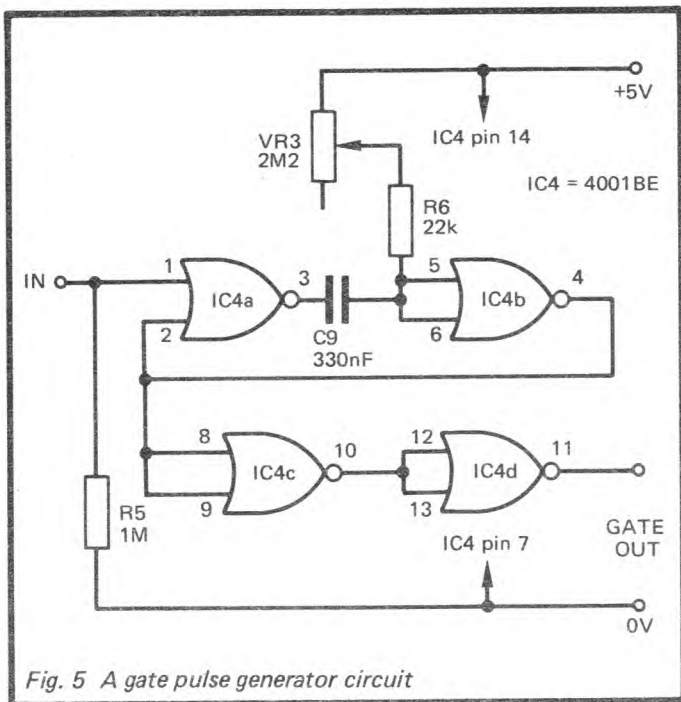 +5V
VR3
2M2
IC4 pin 14
IC4 = 4001BE
R6
22k
IN
1
2
IC4a
3
C9
330nF
5
6
IC4b
4
8
9
IC4c
10
12
13
IC4d
11
R5
1M
IC4 pin 7
GATE
OUT
0V
Fig. 5 A gate pulse generator circuit